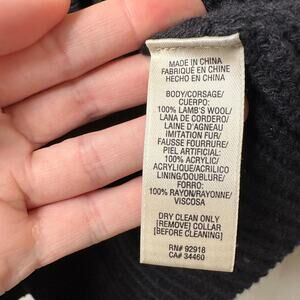 MADE IN CHINA
FABRIQUÉ EN CHINE
HECHO EN CHINA
BODY/CORSAGE/
CUERPO:
100% LAMB'S WOOL/
LANA DE CORDERO/
LAINE D'AGNEAU
IMITATION FUR/
FAUSSE FOURRURE/
PIEL ARTIFICIAL:
100% ACRYLIC/
ACRYLIQUE/ACRILICO
LINING/DOUBLURE/
FORRO:
100% RAYON/RAYONNE/
VISCOSA
DRY CLEAN ONLY
[REMOVE] COLLAR
[BEFORE CLEANING]
RN# 92918
CA# 34460